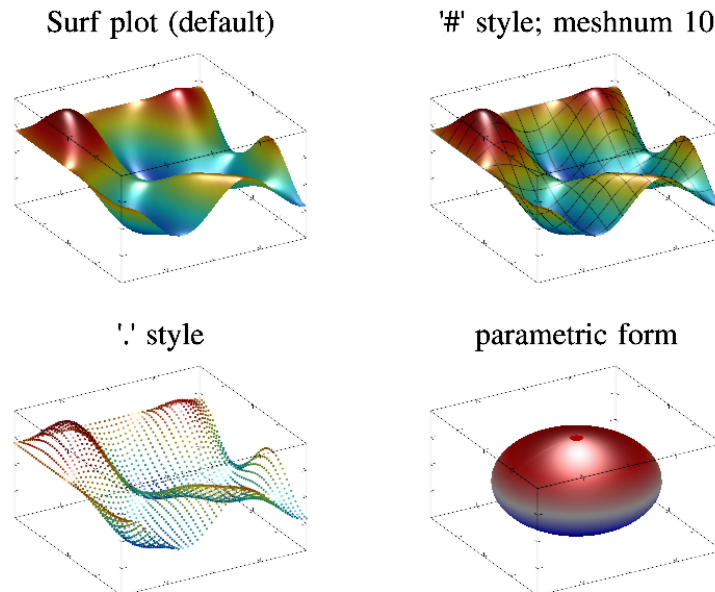 Surf plot (default)
'#' style; meshnum 10
'.' style
parametric form